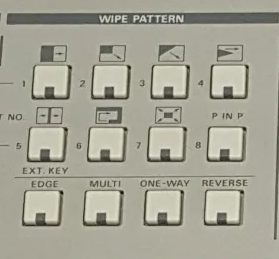 WIPE PATTERN
1 2 3 4
T NO.
P IN P
5 6 7 8
EXT. KEY
EDGE MULTI ONE-WAY REVERSE